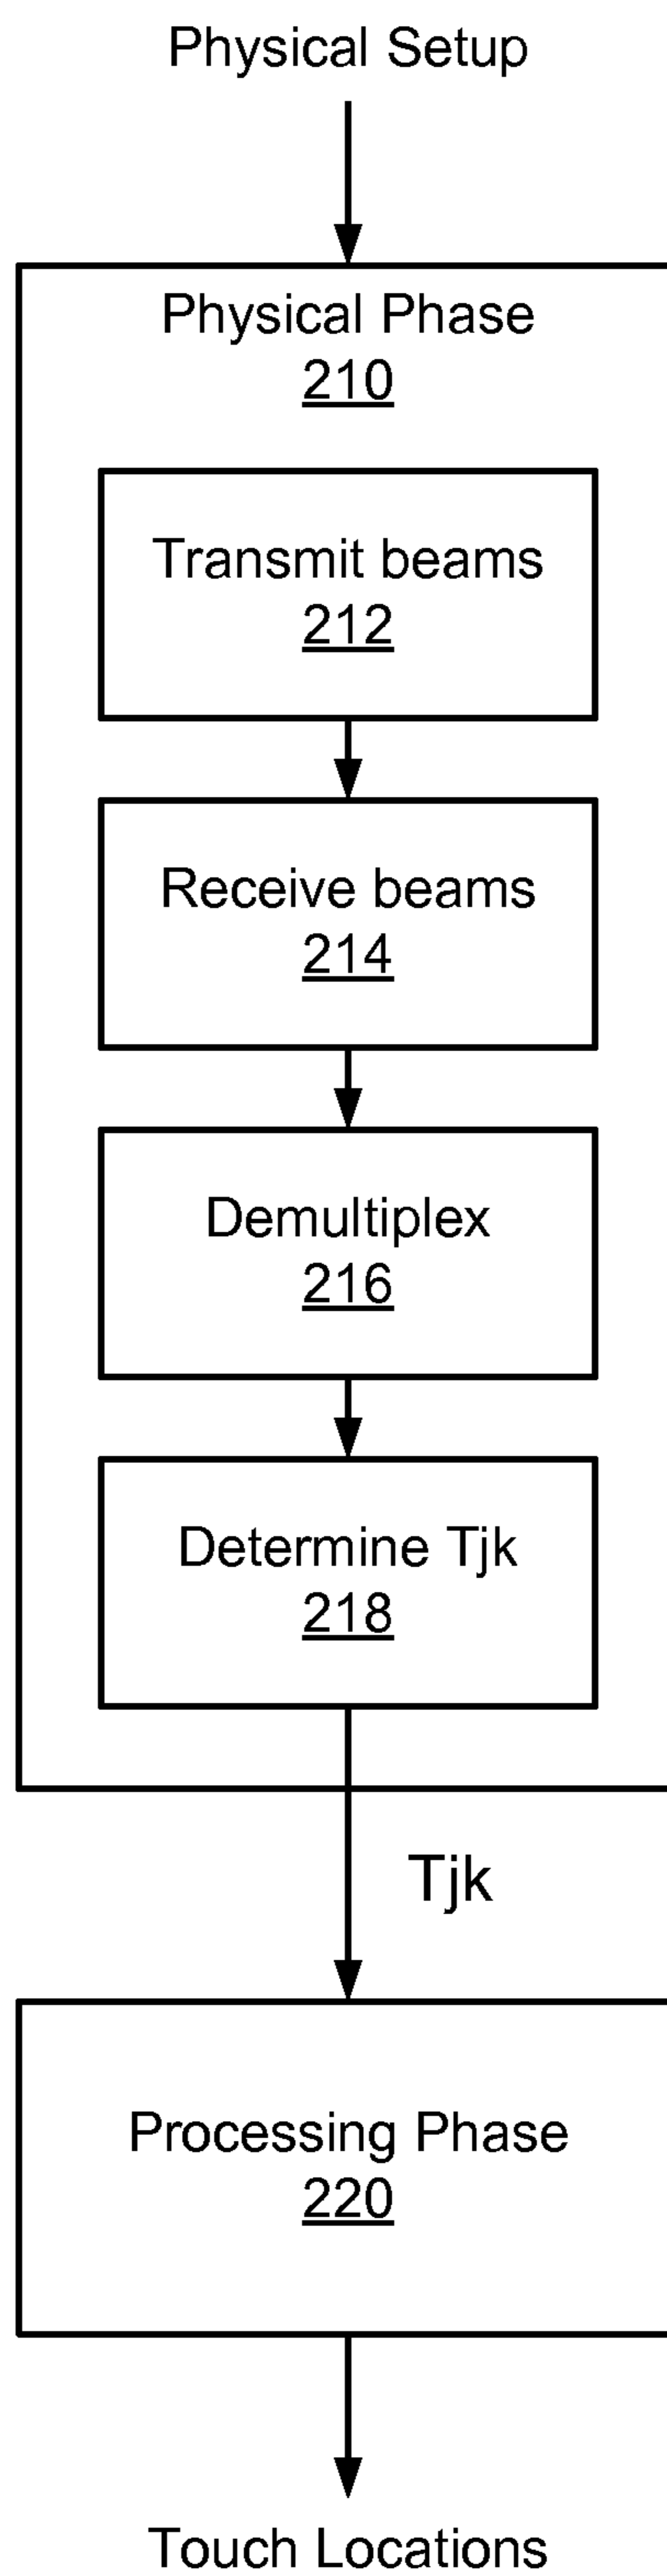 Physical Setup
Physical Phase
210
Transmit beams
212
Receive beams
214
Demultiplex
216
Determine Tjk
218
Tjk
Processing Phase
220
Touch Locations